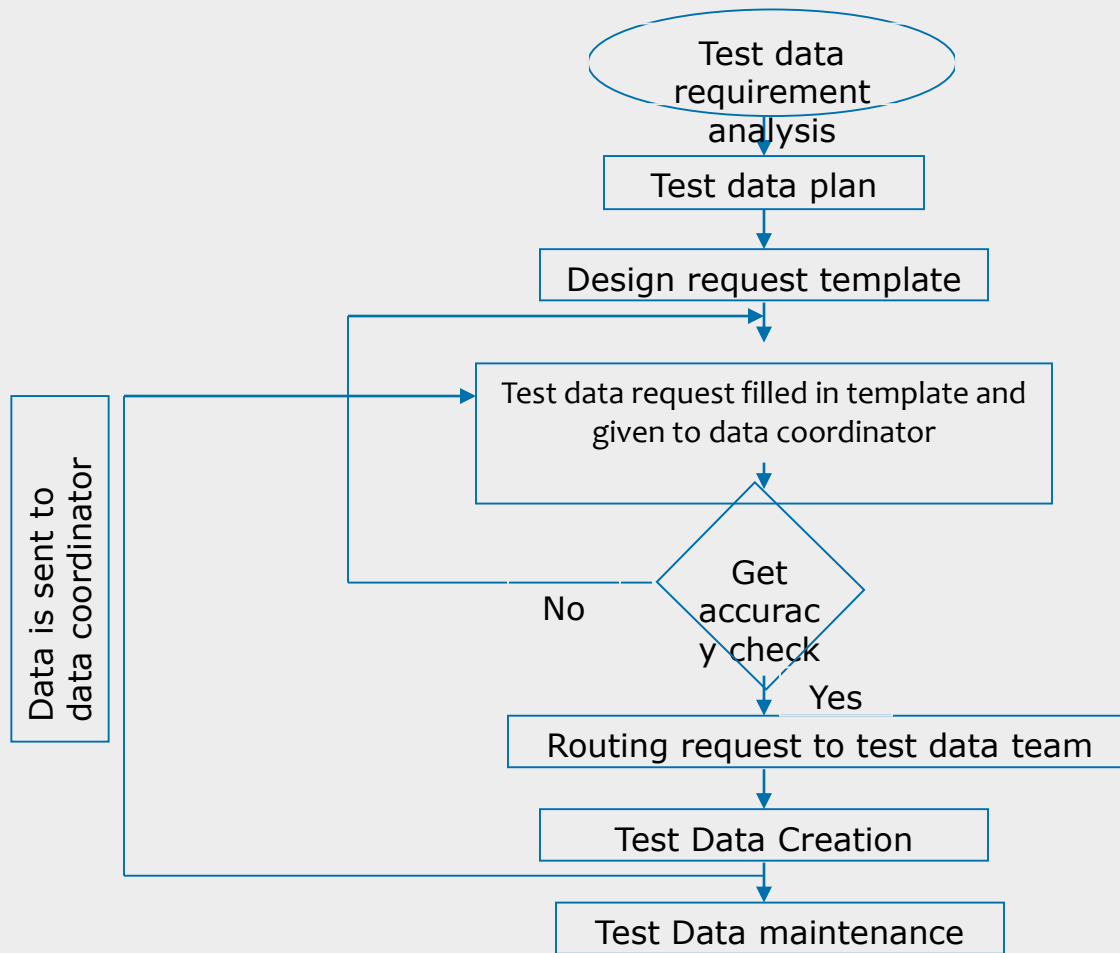 Test data
requirement
analysis
Test data plan
Design request template
Test data request filled in template and
given to data coordinator
Data is sent to
data coordinator
Get
accurac
y check
No
Yes
Routing request to test data team
Test Data Creation
Test Data maintenance